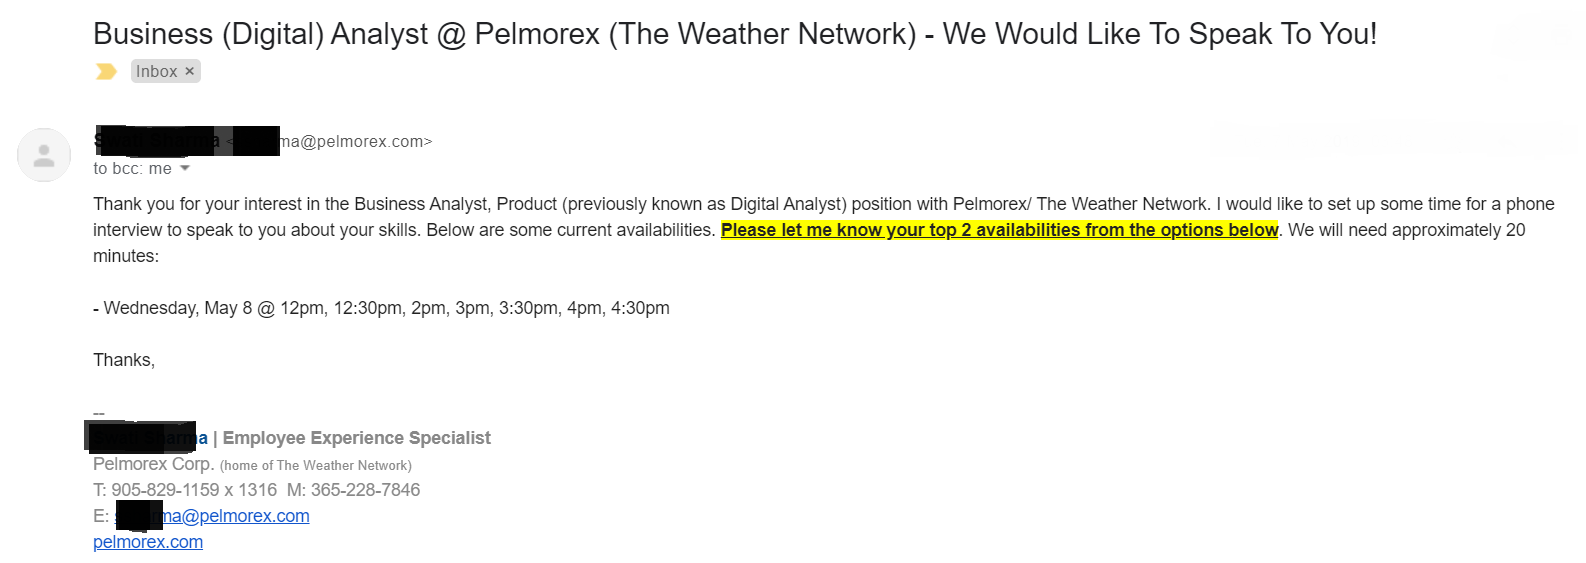 Business (Digital) Analyst @ Pelmorex (The Weather Network) - We Would Like To Speak To You!
Inbox ×
ma@pelmorex.com>
to bcc: me
Thank you for your interest in the Business Analyst, Product (previously known as Digital Analyst) position with Pelmorex/ The Weather Network. I would like to set up some time for a phone
interview to speak to you about your skills. Below are some current availabilities. Please let me know your top 2 availabilities from the options below. We will need approximately 20
minutes:
- Wednesday, May 8 @ 12pm, 12:30pm, 2pm, 3pm, 3:30pm, 4pm, 4:30pm
Thanks,
--
| Employee Experience Specialist
Pelmorex Corp. (home of The Weather Network)
T: 905-829-1159 x 1316 M: 365-228-7846
E: ma@pelmorex.com
pelmorex.com